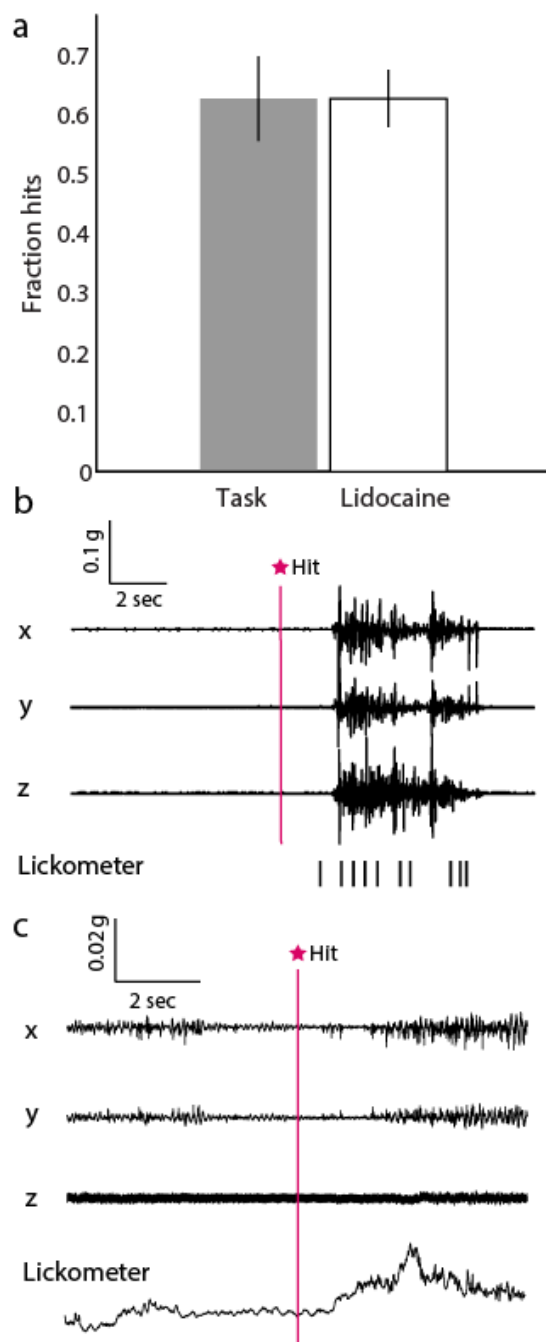 a
Fraction hits
0.7
0.6
0.5
0.4
0.3
0.2
0.1
0
Task Lidocaine
b
0.1 g
2 sec
Hit
x
y
z
Lickometer
c
0.02 g
2 sec
Hit
x
y
z
Lickometer